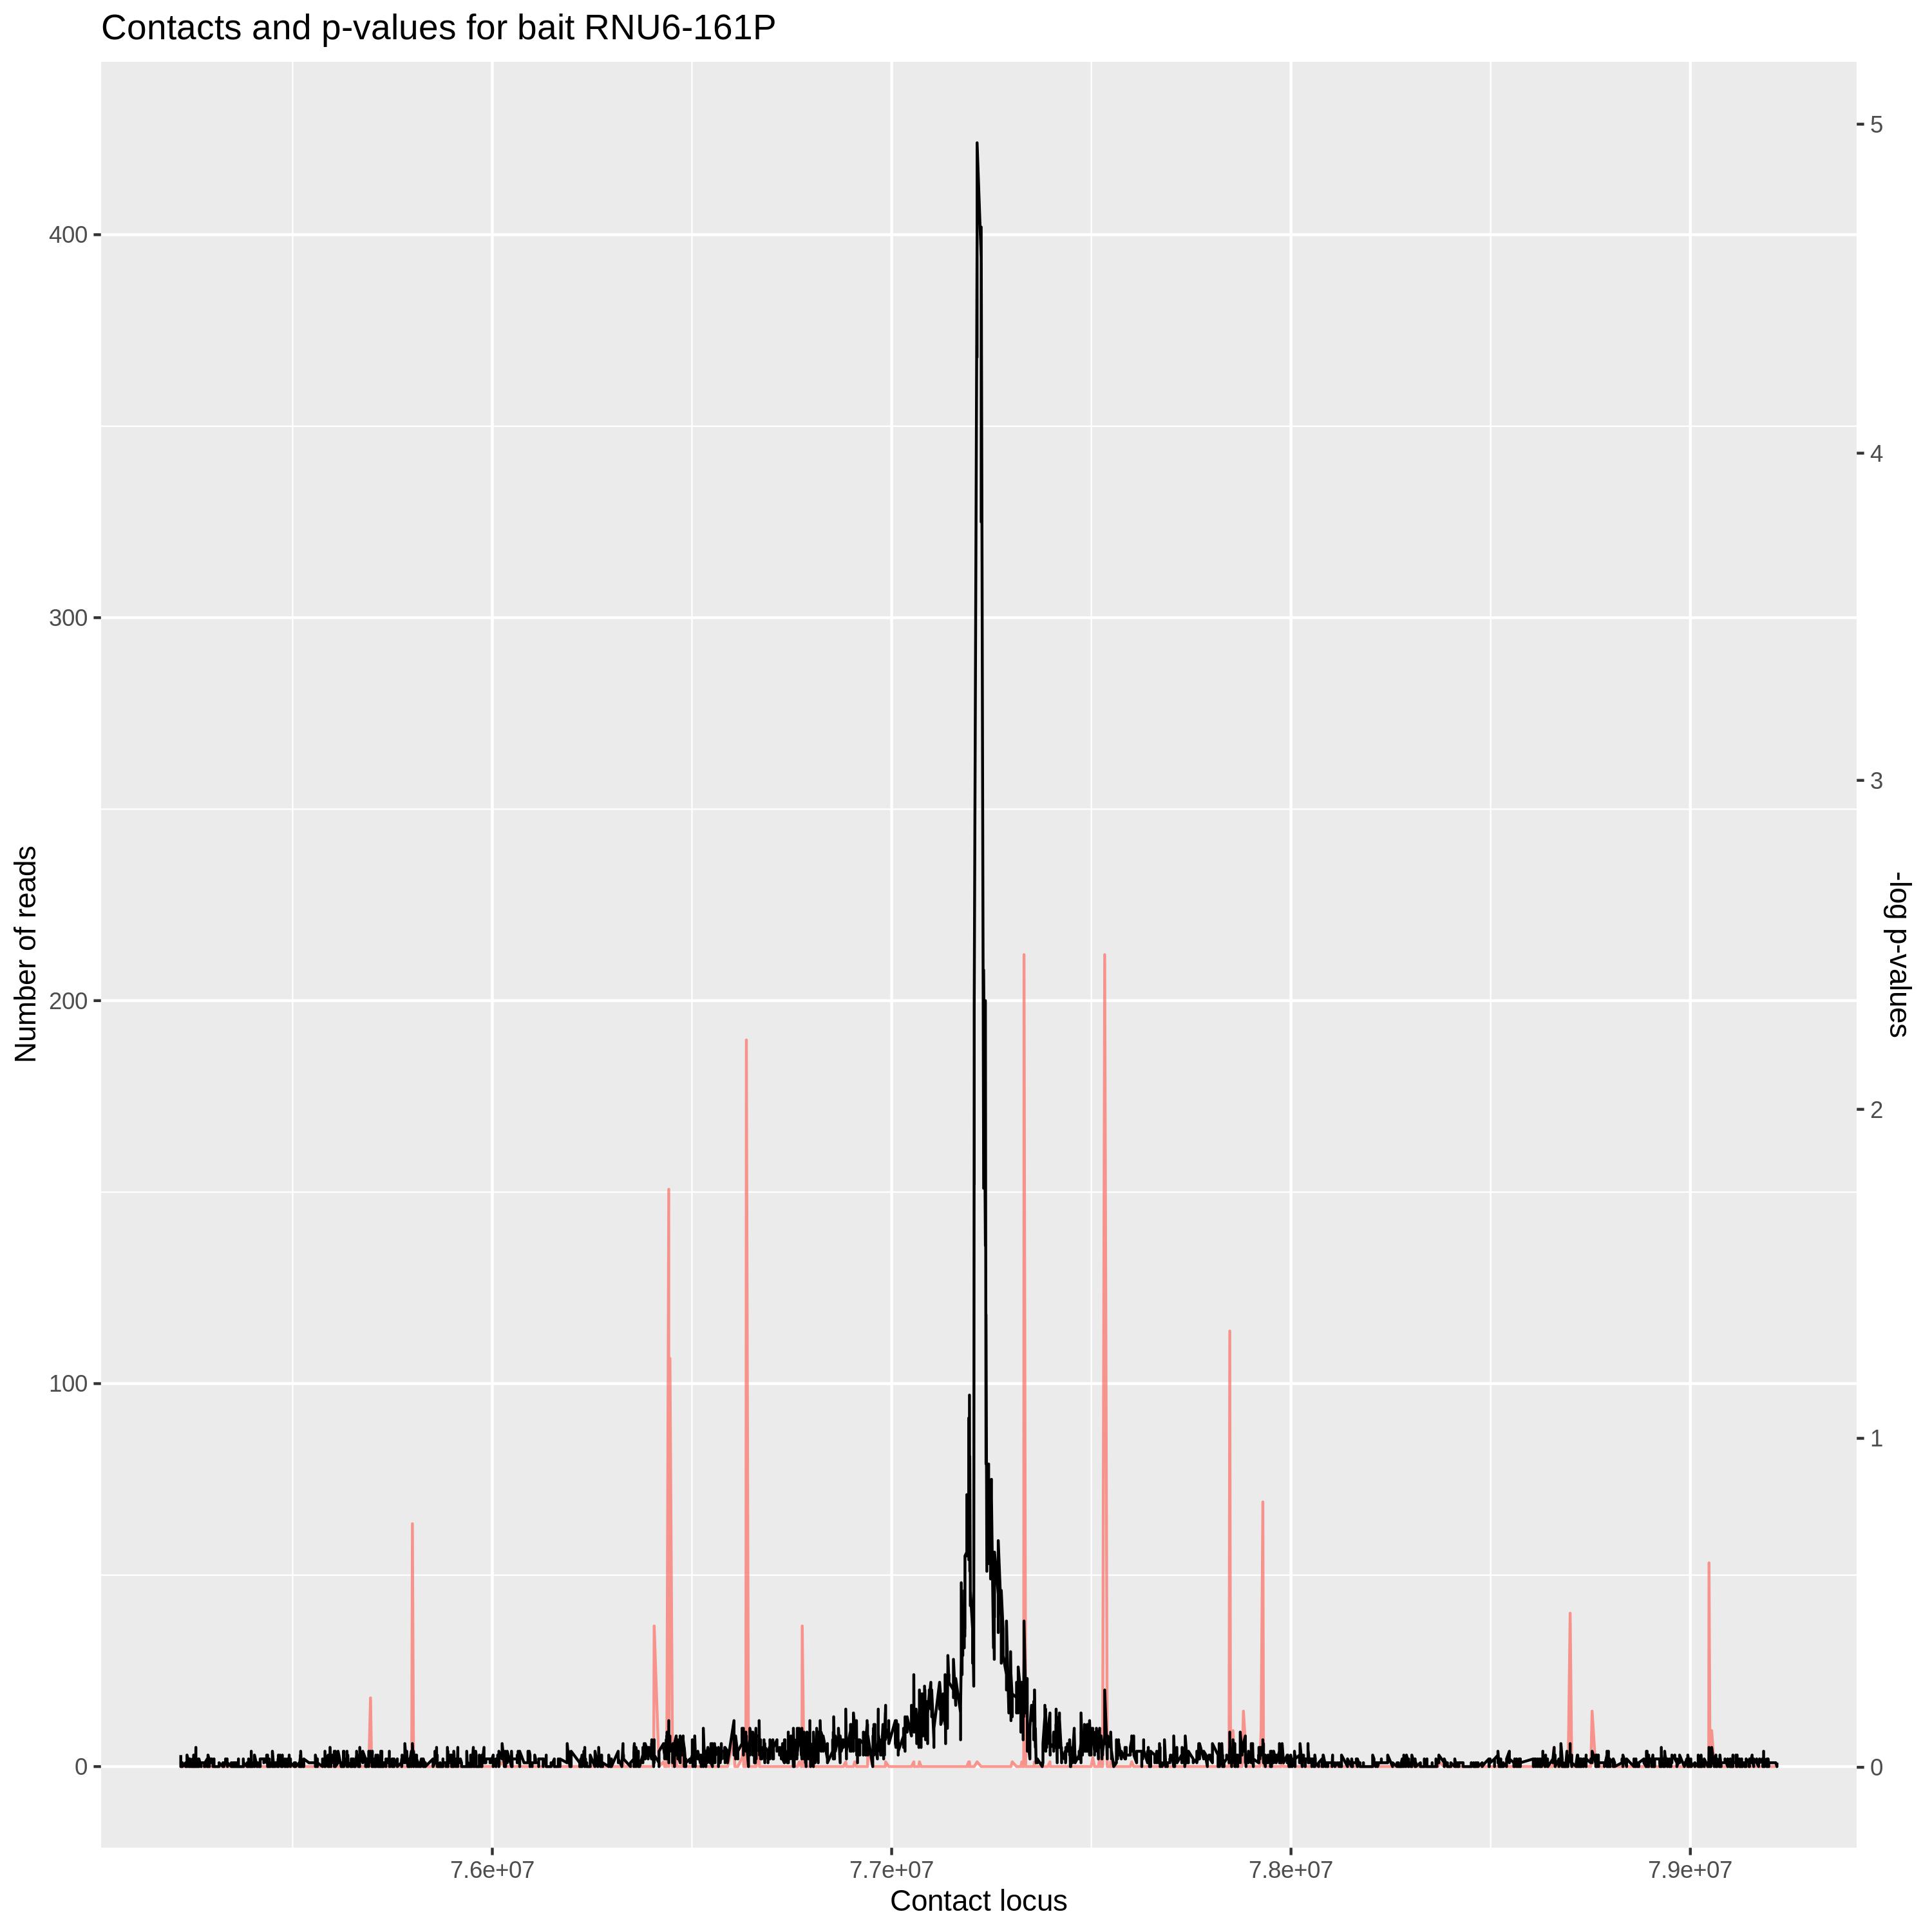 Contacts and p-values for bait RNU6-161P
Number of reads
400
300
200
100
0
5
4
3
2
1
0
-log p-values
7.6e+07
7.7e+07
7.8e+07
7.9e+07
Contact locus